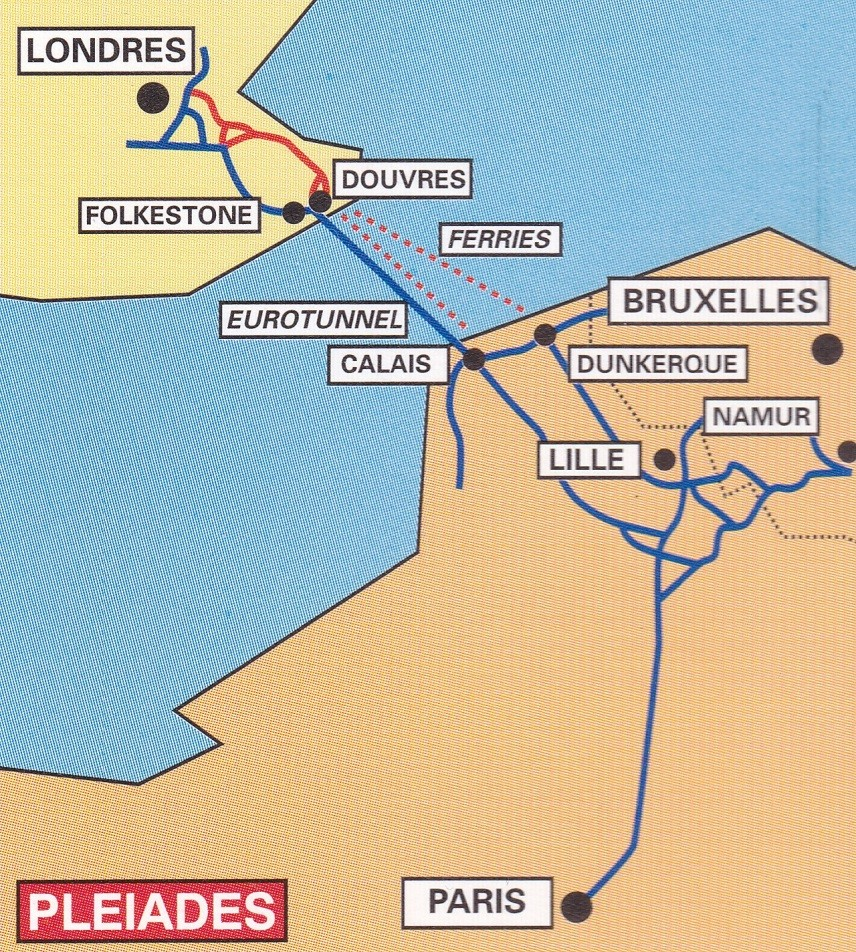 LONDRES
DOUVRES
FOLKESTONE
FERRIES
BRUXELLES
EUROTUNNEL
CALAIS
DUNKERQUE
NAMUR
LILLE
PLEIADES
PARIS